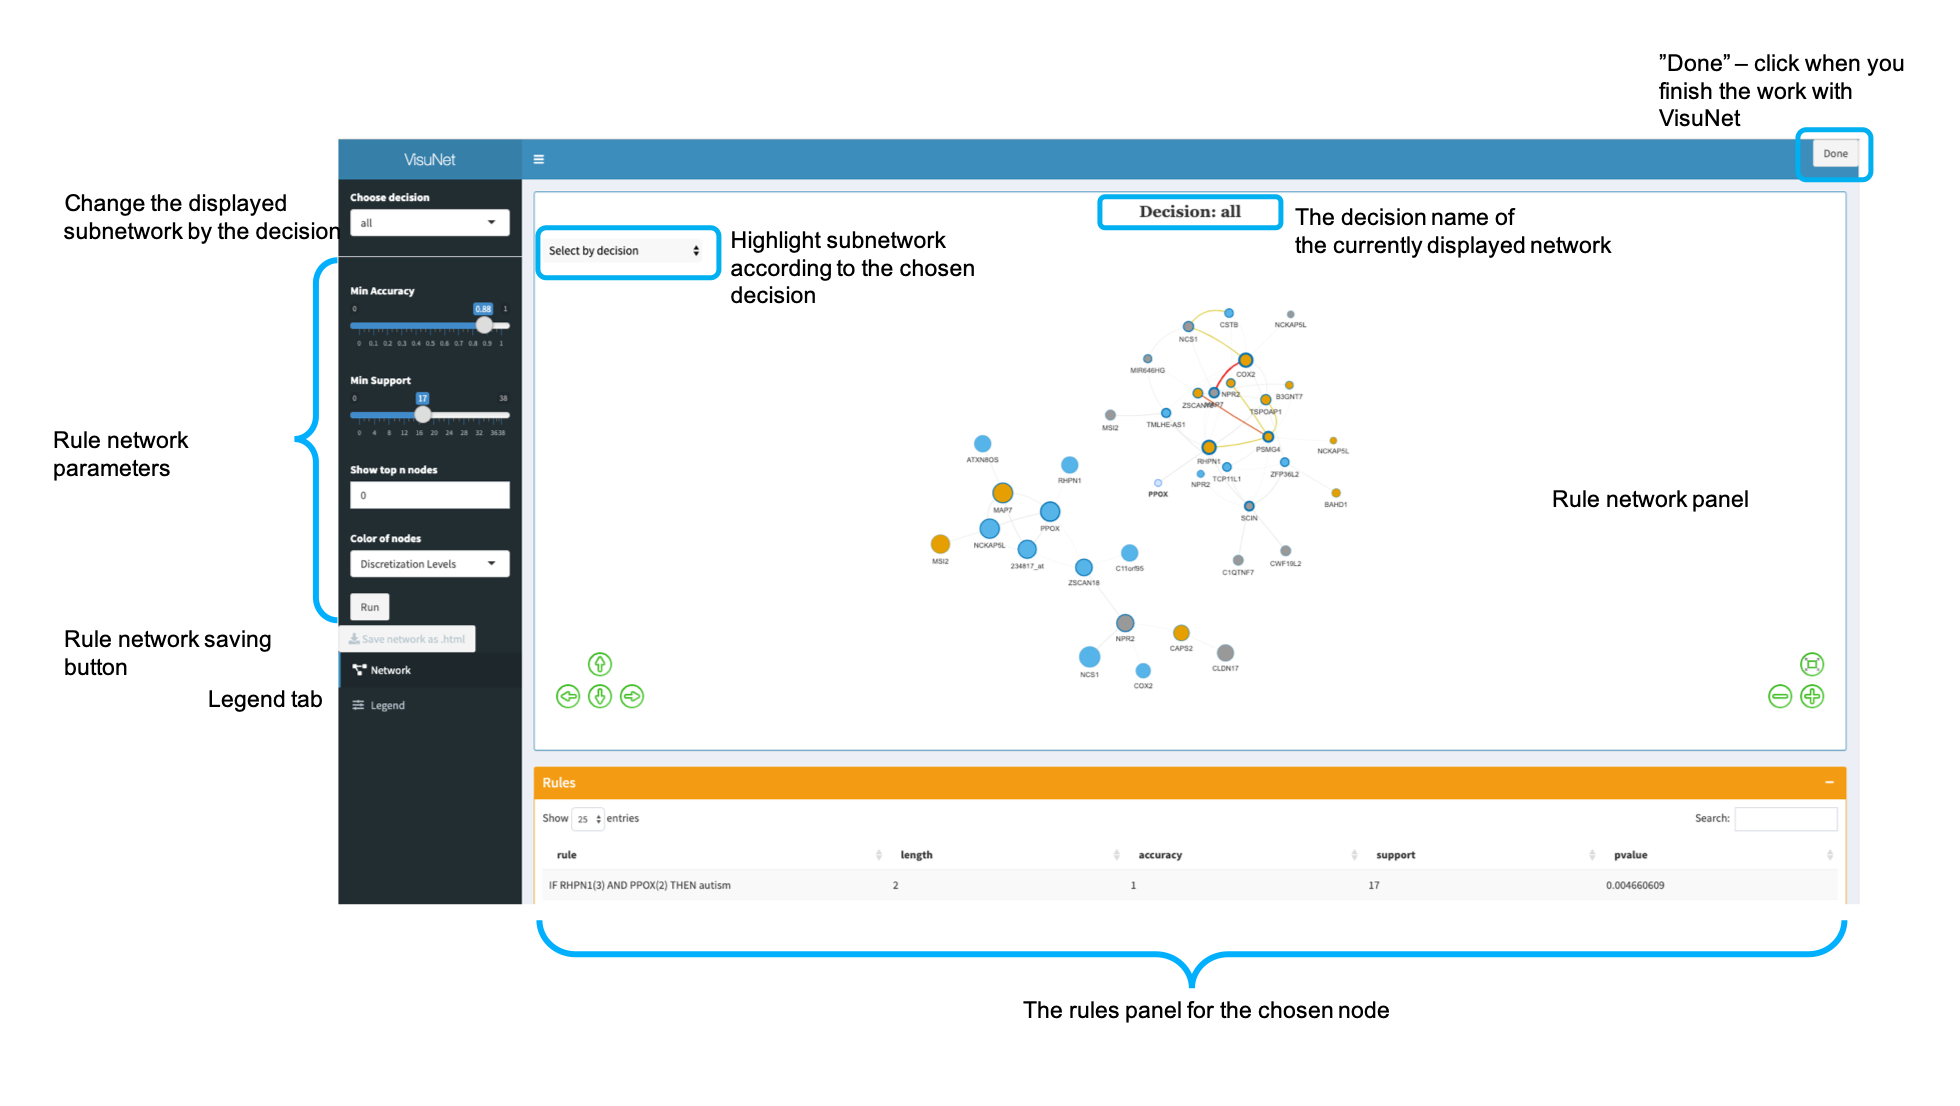 ”Done” – click when you
finish the work with
VisuNet
VisuNet
Done
Change the displayed
subnetwork by the decision
Choose decision
all
Decision: all
The decision name of
the currently displayed network
Select by decision
Highlight subnetwork
according to the chosen
decision
Rule network
parameters
Min Accuracy
0 0.88 1
0 0.1 0.2 0.3 0.4 0.5 0.6 0.7 0.8 0.9 1
Min Support
0 17 38
0 4 8 12 16 20 24 28 32 3638
Show top n nodes
0
Color of nodes
Discretization Levels
Run
Rule network saving
button
Save network as .html
Network
Legend tab
Legend
CSTB
NCKAP5L
NCS1
MIR646HG
COX2
NPR2
B3GNT7
MAP7
TSPOAP1
MSI2
TMLHE-AS1
PSMG4
NCKAP5L
RHPN1
ZFP36L2
TCP11L1
NPR2
PPOX
BAHD1
SCIN
C1QTNF7
CWF19L2
ATXN8OS
RHPN1
MAP7
PPOX
NCKAP5L
MSI2
234817_at
C11orf95
ZSCAN18
NPR2
CAPS2
CLDN17
NCS1
COX2
Rule network panel
Rules
Show 25 entries
Search:
rule length accuracy support pvalue
IF RHPN1(3) AND PPOX(2) THEN autism 2 1 17 0.004660609
The rules panel for the chosen node